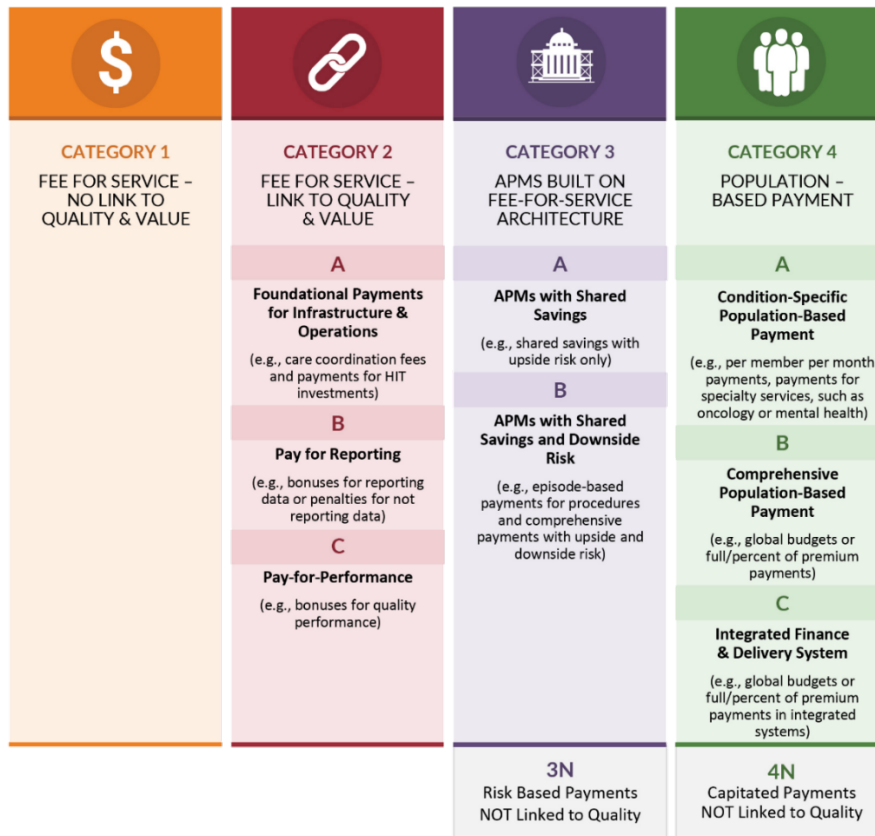 $
CATEGORY 1
FEE FOR SERVICE –
NO LINK TO
QUALITY & VALUE
CATEGORY 2
FEE FOR SERVICE –
LINK TO QUALITY
& VALUE
A
Foundational Payments
for Infrastructure &
Operations
(e.g., care coordination fees
and payments for HIT
investments)
B
Pay for Reporting
(e.g., bonuses for reporting
data or penalties for not
reporting data)
C
Pay-for-Performance
(e.g., bonuses for quality
performance)
CATEGORY 3
APMS BUILT ON
FEE-FOR-SERVICE
ARCHITECTURE
A
APMs with Shared
Savings
(e.g., shared savings with
upside risk only)
B
APMs with Shared
Savings and Downside
Risk
(e.g., episode-based
payments for procedures
and comprehensive
payments with upside and
downside risk)
3N
Risk Based Payments
NOT Linked to Quality
CATEGORY 4
POPULATION –
BASED PAYMENT
A
Condition-Specific
Population-Based
Payment
(e.g., per member per month
payments, payments for
specialty services, such as
oncology or mental health)
B
Comprehensive
Population-Based
Payment
(e.g., global budgets or
full/percent of premium
payments)
C
Integrated Finance
& Delivery System
(e.g., global budgets or
full/percent of premium
payments in integrated
systems)
4N
Capitated Payments
NOT Linked to Quality